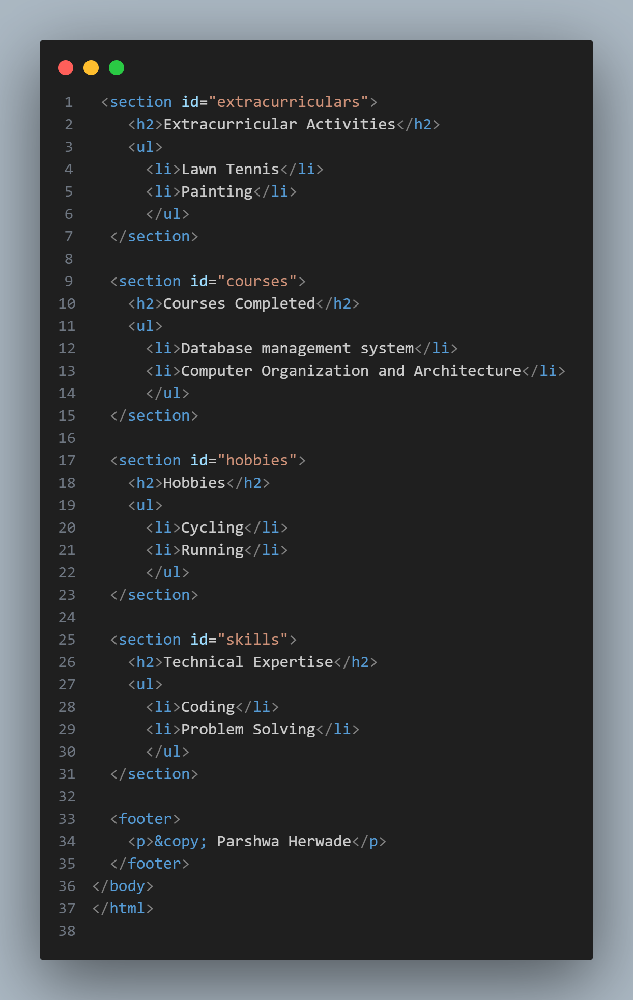 1 <section id="extracurriculars">
2 <h2>Extracurricular Activities</h2>
3 <ul>
4 <li>Lawn Tennis</li>
5 <li>Painting</li>
6 </ul>
7 </section>
8
9 <section id="courses">
10 <h2>Courses Completed</h2>
11 <ul>
12 <li>Database management system</li>
13 <li>Computer Organization and Architecture</li>
14 </ul>
15 </section>
16
17 <section id="hobbies">
18 <h2>Hobbies</h2>
19 <ul>
20 <li>Cycling</li>
21 <li>Running</li>
22 </ul>
23 </section>
24
25 <section id="skills">
26 <h2>Technical Expertise</h2>
27 <ul>
28 <li>Coding</li>
29 <li>Problem Solving</li>
30 </ul>
31 </section>
32
33 <footer>
34 <p>&copy; Parshwa Herwade</p>
35 </footer>
36 </body>
37 </html>
38